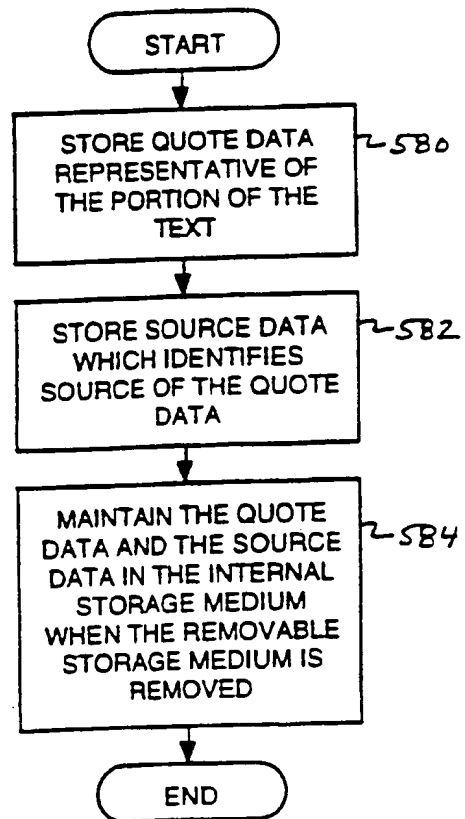 START
STORE QUOTE DATA
REPRESENTATIVE OF
THE PORTION OF THE
TEXT
580
STORE SOURCE DATA
WHICH IDENTIFIES
SOURCE OF THE QUOTE
DATA
582
MAINTAIN THE QUOTE
DATA AND THE SOURCE
DATA IN THE INTERNAL
STORAGE MEDIUM
WHEN THE REMOVABLE
STORAGE MEDIUM IS
REMOVED
584
END